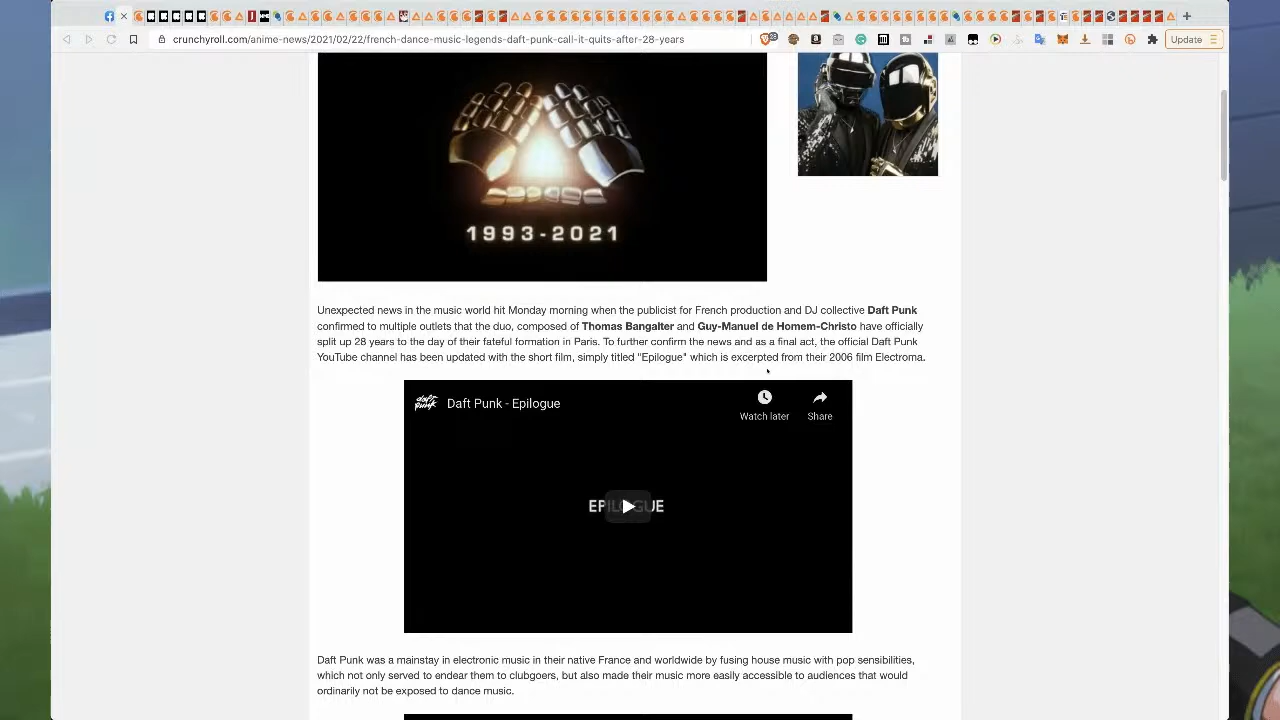 crunchyroll.com/anime-news/2021/02/22/french-dance-music-legends-daft-punk-call-it-quits-after-28-years
28
Update
1993-2021
Unexpected news in the music world hit Monday morning when the publicist for French production and DJ collective Daft Punk
confirmed to multiple outlets that the duo, composed of Thomas Bangalter and Guy-Manuel de Homem-Christo have officially
split up 28 years to the day of their fateful formation in Paris. To further confirm the news and as a final act, the official Daft Punk
YouTube channel has been updated with the short film, simply titled "Epilogue" which is excerpted from their 2006 film Electroma.
daft punk
Daft Punk - Epilogue
Watch later
Share
EPILOGUE
Daft Punk was a mainstay in electronic music in their native France and worldwide by fusing house music with pop sensibilities,
which not only served to endear them to clubgoers, but also made their music more easily accessible to audiences that would
ordinarily not be exposed to dance music.